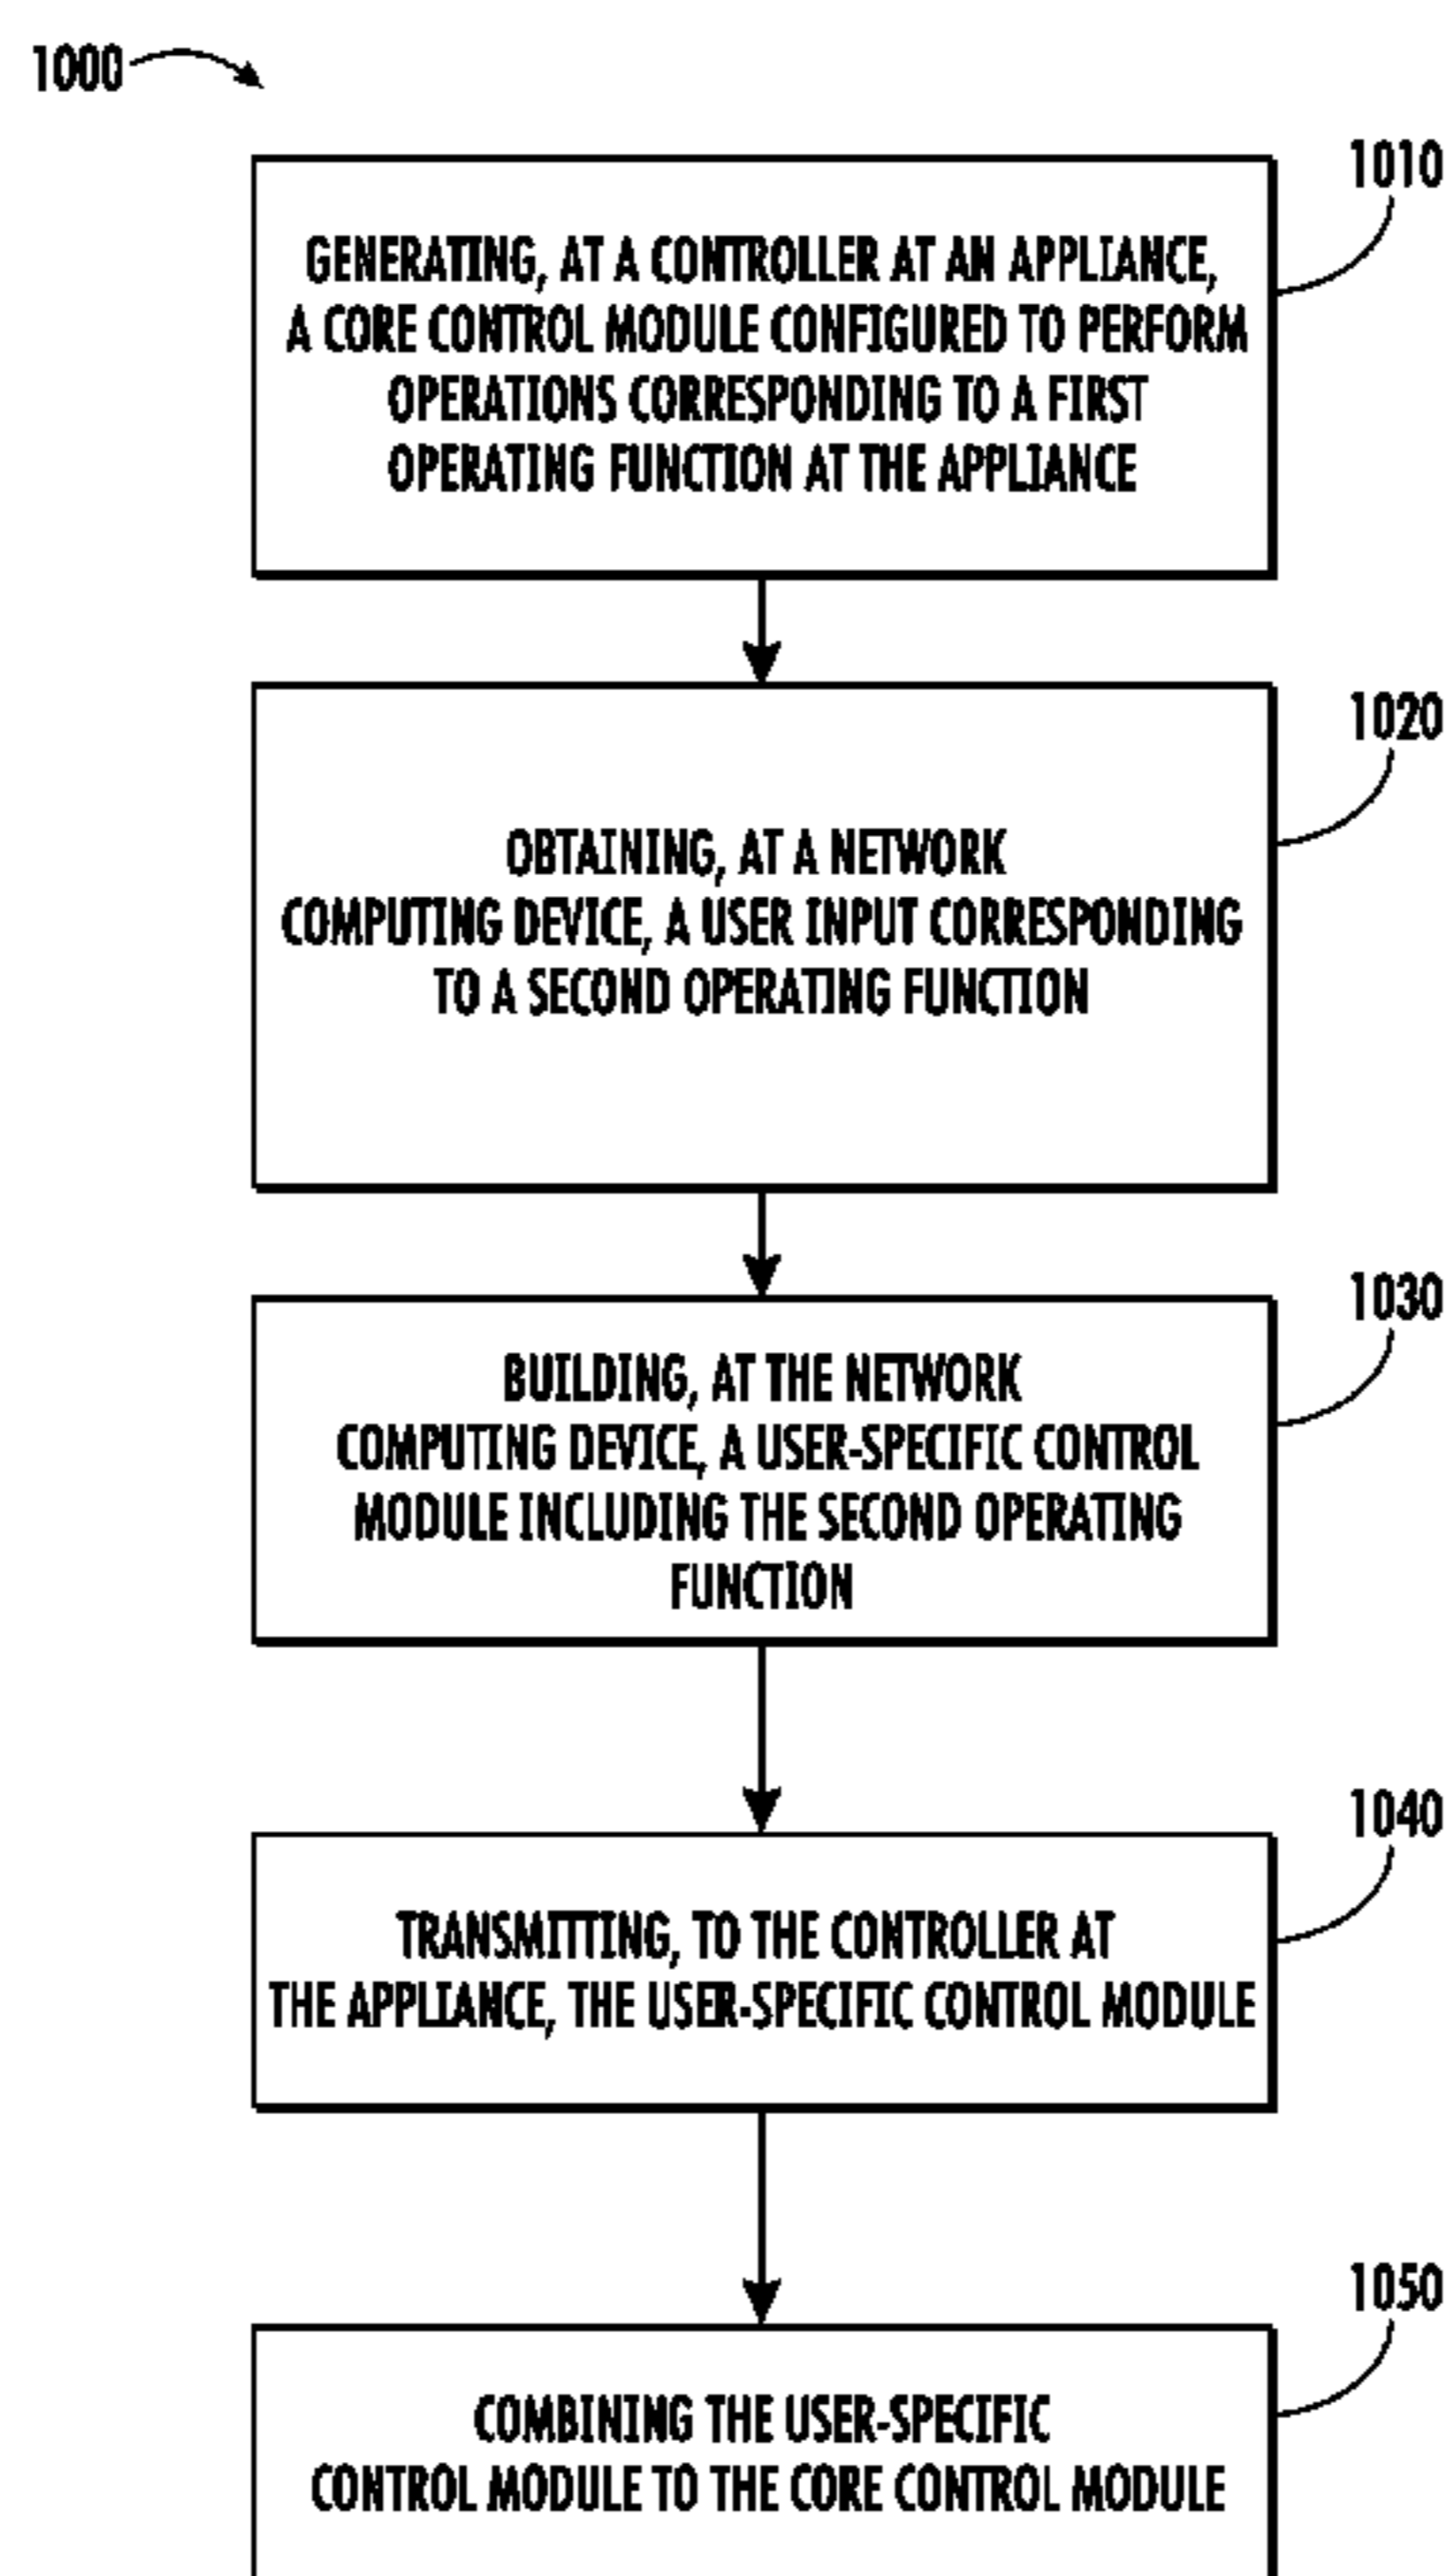 1000
1010
GENERATING, AT A CONTROLLER AT AN APPLIANCE,
A CORE CONTROL MODULE CONFIGURED TO PERFORM
OPERATIONS CORRESPONDING TO A FIRST
OPERATING FUNCTION AT THE APPLIANCE
1020
OBTAINING, AT A NETWORK
COMPUTING DEVICE, A USER INPUT CORRESPONDING
TO A SECOND OPERATING FUNCTION
1030
BUILDING, AT THE NETWORK
COMPUTING DEVICE, A USER-SPECIFIC CONTROL
MODULE INCLUDING THE SECOND OPERATING
FUNCTION
1040
TRANSMITTING, TO THE CONTROLLER AT
THE APPLIANCE, THE USER-SPECIFIC CONTROL MODULE
1050
COMBINING THE USER-SPECIFIC
CONTROL MODULE TO THE CORE CONTROL MODULE